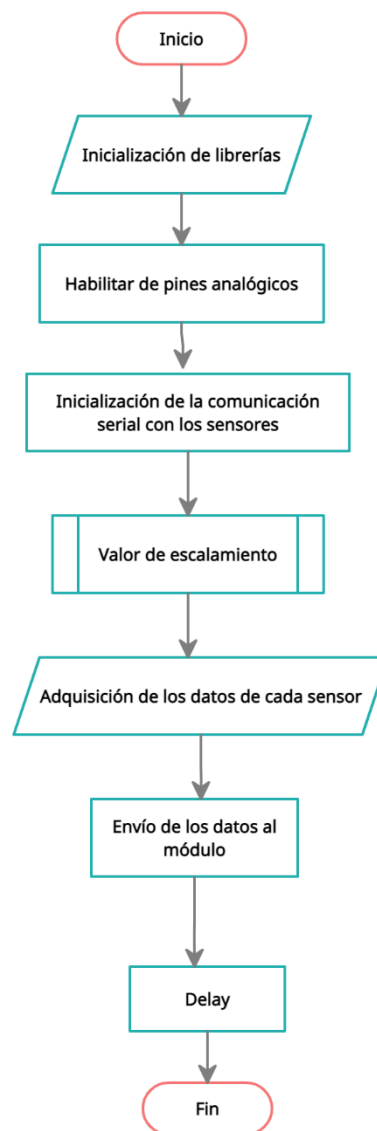 Inicio
Inicialización de librerías
Habilitar de pines analógicos
Inicialización de la comunicación
serial con los sensores
Valor de escalamiento
Adquisición de los datos de cada sensor
Envío de los datos al
módulo
Delay
Fin